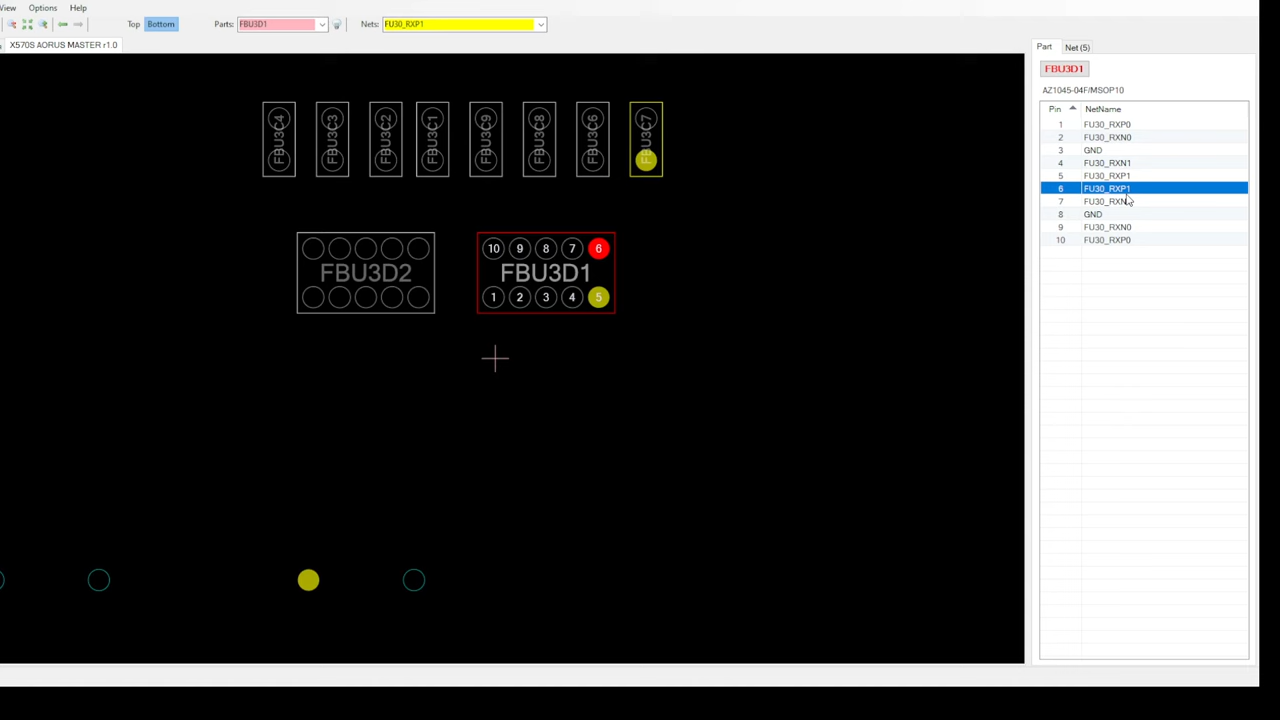 View Options Help
Top Bottom Parts: FBU3D1 Nets: FU30_RXP1
X570S AORUS MASTER r1.0
Part Net (5)
FBU3D1
AZ1045-04F/MSOP10
Pin NetName
1 FU30_RXP0
2 FU30_RXN0
3 GND
4 FU30_RXN1
5 FU30_RXP1
6 FU30_RXP1
7 FU30_RXN
8 GND
9 FU30_RXN0
10 FU30_RXP0
FBU3C4 FBU3C3 FBU3C2 FBU3C1 FBU3C9 FBU3C8 FBU3C6 FBU3C7
10 9 8 7 6
FBU3D2 FBU3D1
1 2 3 4 5